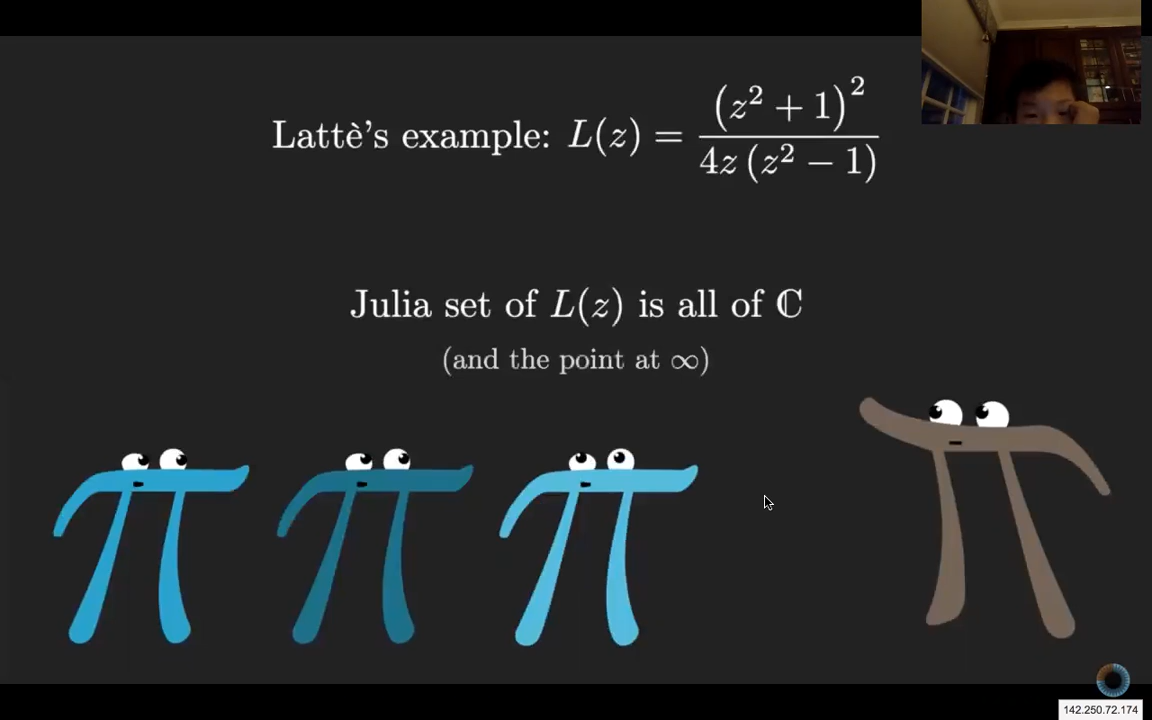 Lattè's example: L(z) = (z² + 1)² / 4z (z² − 1)
Julia set of L(z) is all of ℂ
(and the point at ∞)
142.250.72.174